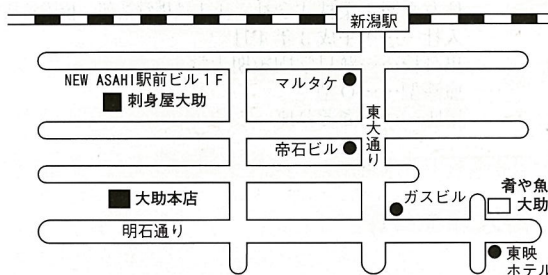 新潟駅
NEW ASAHI駅前ビル1F
刺身屋大助
マルタケ
東大通り
帝石ビル
大助本店
ガスビル
肴や魚
大助
明石通り
東映
ホテル